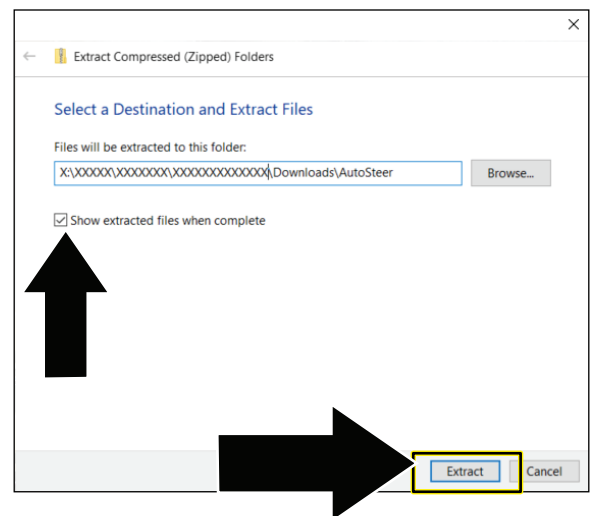 Extract Compressed (Zipped) Folders
Select a Destination and Extract Files
Files will be extracted to this folder:
X:\XXXXX\XXXXXXX\XXXXXXXXXXXXX\Downloads\AutoSteer
Browse...
Show extracted files when complete
Extract
Cancel